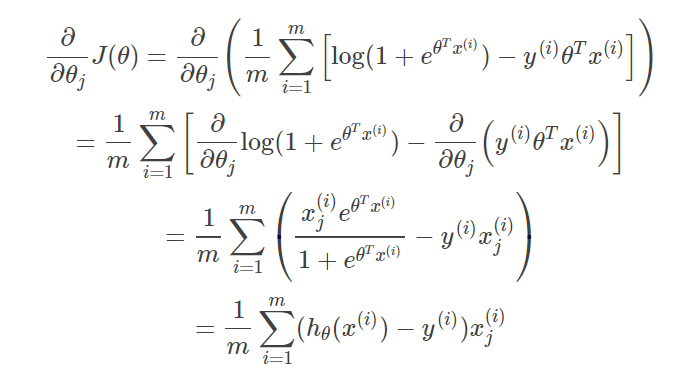 ∂/∂θ_j J(θ) = ∂/∂θ_j ( 1/m ∑_{i=1}^{m} [ log(1 + e^{θ^T x^{(i)}}) − y^{(i)} θ^T x^{(i)} ] )
= 1/m ∑_{i=1}^{m} [ ∂/∂θ_j log(1 + e^{θ^T x^{(i)}}) − ∂/∂θ_j ( y^{(i)} θ^T x^{(i)} ) ]
= 1/m ∑_{i=1}^{m} ( x_j^{(i)} e^{θ^T x^{(i)}} / 1 + e^{θ^T x^{(i)}} − y^{(i)} x_j^{(i)} )
= 1/m ∑_{i=1}^{m} (h_θ(x^{(i)}) − y^{(i)}) x_j^{(i)}